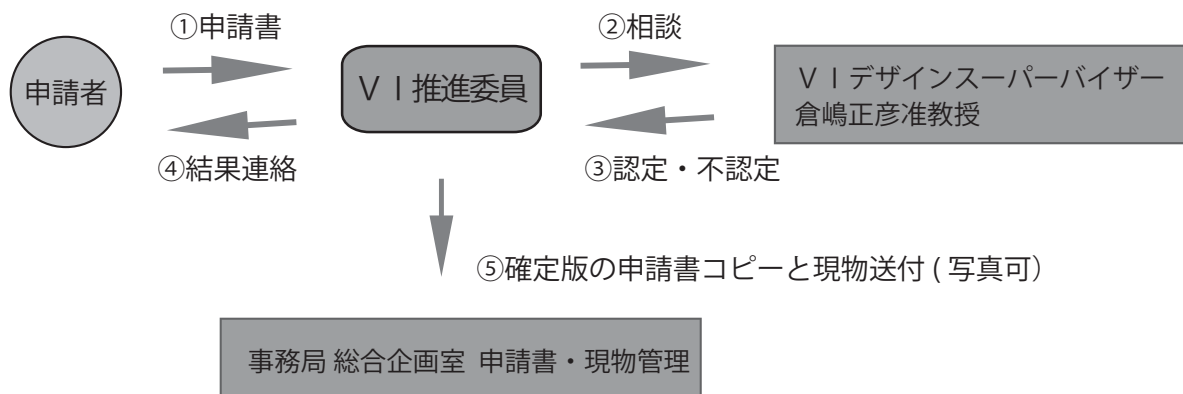 ①申請書
②相談
申請者
ＶＩ推進委員
ＶＩデザインスーパーバイザー
倉嶋正彦准教授
④結果連絡
③認定・不認定
⑤確定版の申請書コピーと現物送付 ( 写真可）
事務局 総合企画室 申請書・現物管理